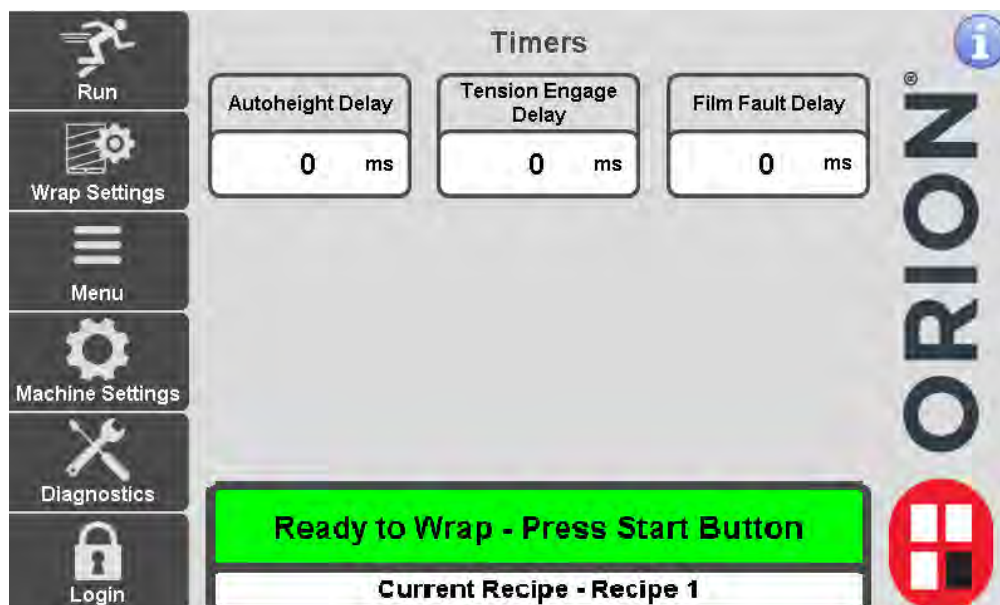 Run
Wrap Settings
Menu
Machine Settings
Diagnostics
Login
Timers
Autoheight Delay
0 ms
Tension Engage
Delay
0 ms
Film Fault Delay
0 ms
Ready to Wrap - Press Start Button
Current Recipe - Recipe 1
i
ORION®